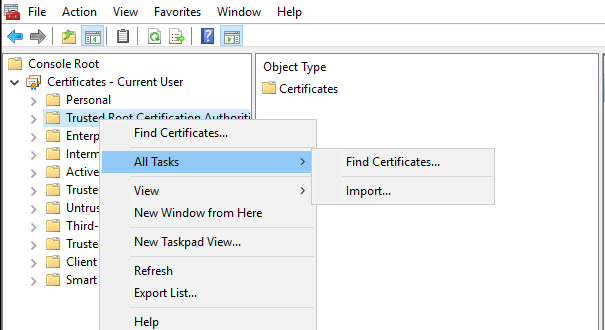 File Action View Favorites Window Help
Console Root
Certificates - Current User
Personal
Trusted Root Certification Authoriti
Enterp
Interm
Active
Truste
Untrus
Third-
Truste
Client
Smart
Find Certificates...
All Tasks
View
New Window from Here
New Taskpad View...
Refresh
Export List...
Help
Find Certificates...
Import...
Object Type
Certificates